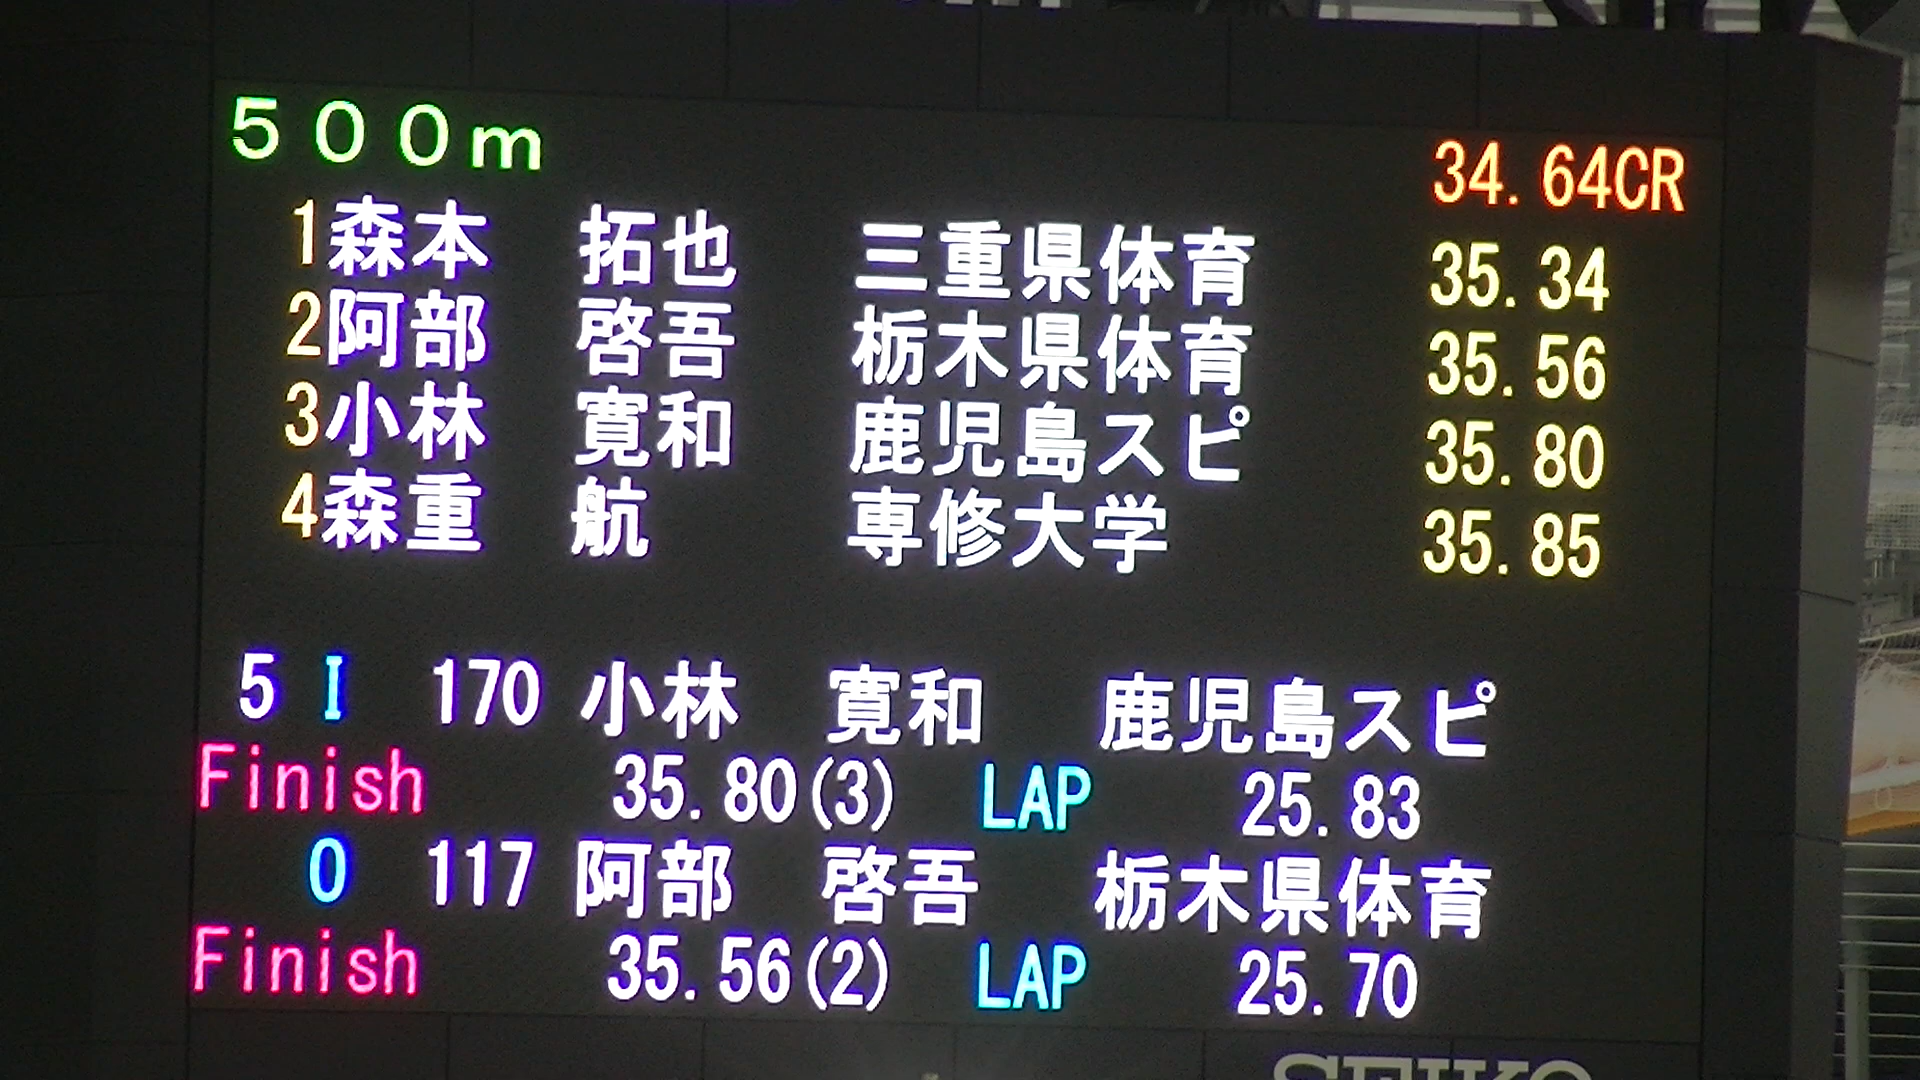 ５００ｍ
34.64CR
1森本 拓也 三重県体育 35.34
2阿部 啓吾 栃木県体育 35.56
3小林 寛和 鹿児島スピ 35.80
4森重 航 専修大学 35.85
5 I 170 小林 寛和 鹿児島スピ
Finish 35.80(3) LAP 25.83
O 117 阿部 啓吾 栃木県体育
Finish 35.56(2) LAP 25.70
SEIKO